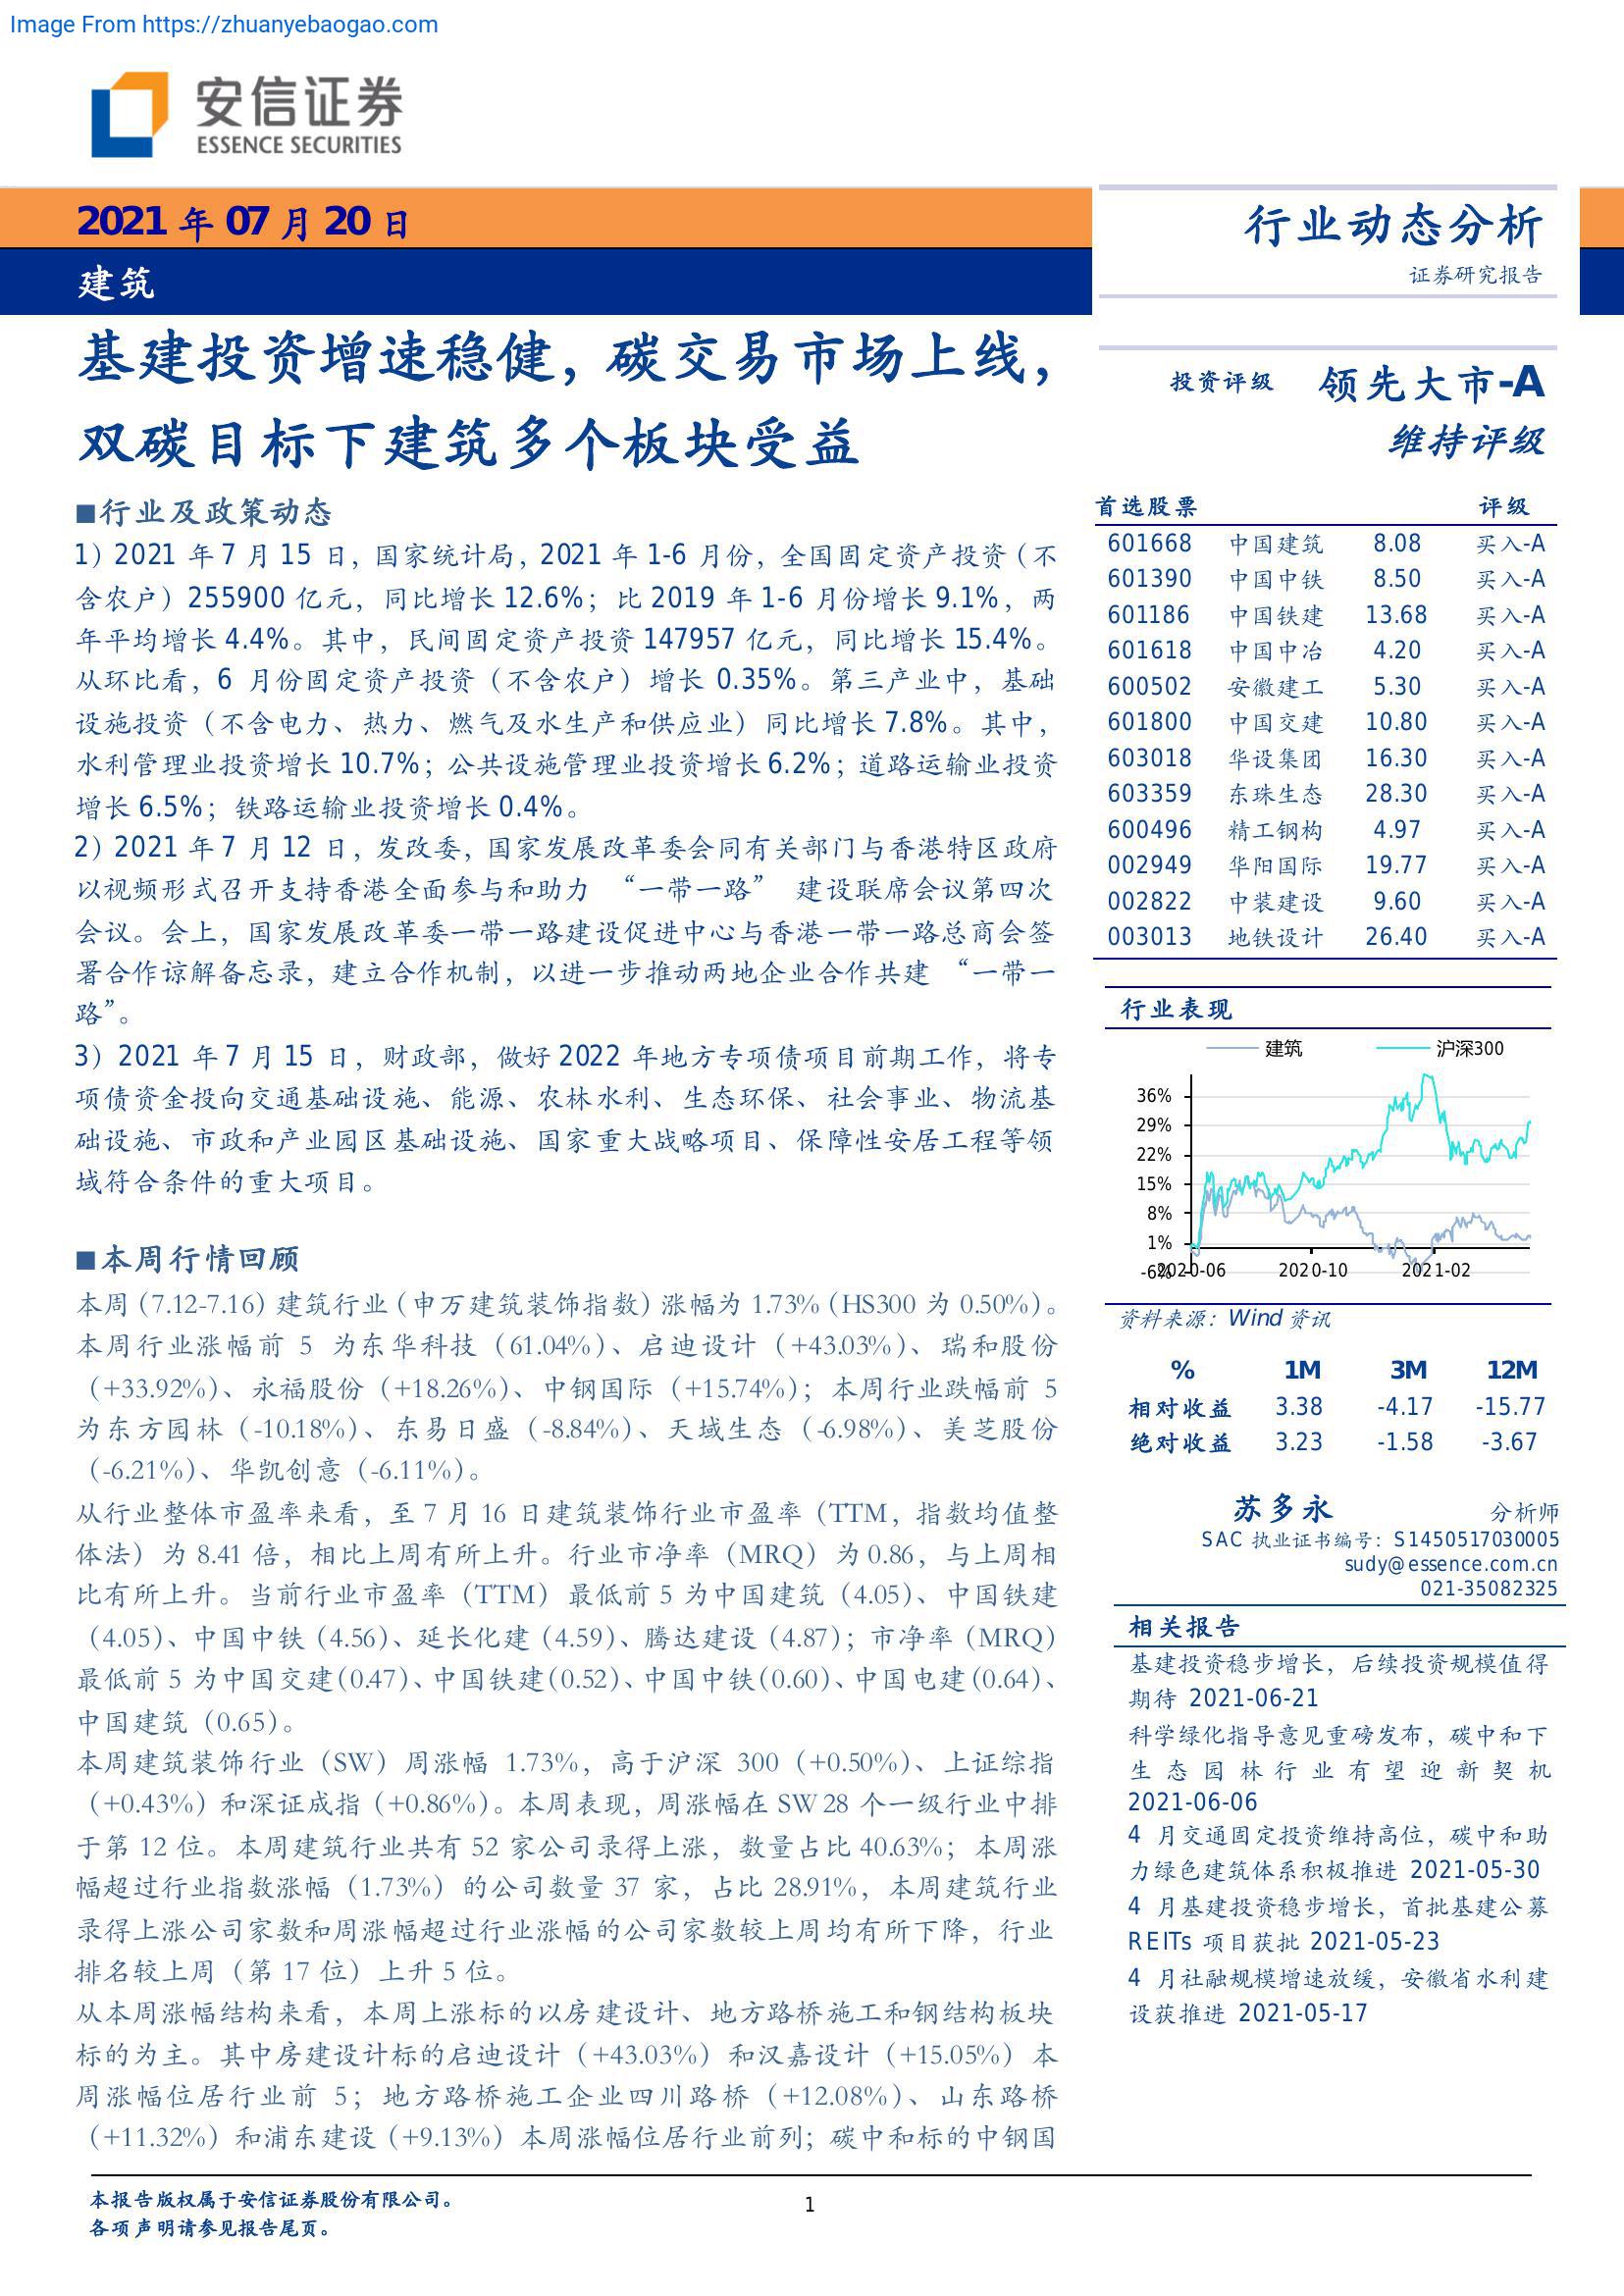 Image From https://zhuanyebaogao.com
安信证券
ESSENCE SECURITIES
2021 年 07 月 20 日
建筑
行业动态分析
证券研究报告
基建投资增速稳健，碳交易市场上线，
双碳目标下建筑多个板块受益
■行业及政策动态
1）2021 年 7 月 15 日，国家统计局，2021 年 1-6 月份，全国固定资产投资（不
含农户）255900 亿元，同比增长 12.6%；比 2019 年 1-6 月份增长 9.1%，两
年平均增长 4.4%。其中，民间固定资产投资 147957 亿元，同比增长 15.4%。
从环比看，6 月份固定资产投资（不含农户）增长 0.35%。第三产业中，基础
设施投资（不含电力、热力、燃气及水生产和供应业）同比增长 7.8%。其中，
水利管理业投资增长 10.7%；公共设施管理业投资增长 6.2%；道路运输业投资
增长 6.5%；铁路运输业投资增长 0.4%。
2）2021 年 7 月 12 日，发改委，国家发展改革委会同有关部门与香港特区政府
以视频形式召开支持香港全面参与和助力 “一带一路” 建设联席会议第四次
会议。会上，国家发展改革委一带一路建设促进中心与香港一带一路总商会签
署合作谅解备忘录，建立合作机制，以进一步推动两地企业合作共建 “一带一
路”。
3）2021 年 7 月 15 日，财政部，做好 2022 年地方专项债项目前期工作，将专
项债资金投向交通基础设施、能源、农林水利、生态环保、社会事业、物流基
础设施、市政和产业园区基础设施、国家重大战略项目、保障性安居工程等领
域符合条件的重大项目。
■本周行情回顾
本周（7.12-7.16）建筑行业（申万建筑装饰指数）涨幅为 1.73%（HS300 为 0.50%）。
本周行业涨幅前 5 为东华科技（61.04%）、启迪设计（+43.03%）、瑞和股份
（+33.92%）、永福股份（+18.26%）、中钢国际（+15.74%）；本周行业跌幅前 5
为东方园林（-10.18%）、东易日盛（-8.84%）、天域生态（-6.98%）、美芝股份
（-6.21%）、华凯创意（-6.11%）。
从行业整体市盈率来看，至 7 月 16 日建筑装饰行业市盈率（TTM，指数均值整
体法）为 8.41 倍，相比上周有所上升。行业市净率（MRQ）为 0.86，与上周相
比有所上升。当前行业市盈率（TTM）最低前 5 为中国建筑（4.05）、中国铁建
（4.05）、中国中铁（4.56）、延长化建（4.59）、腾达建设（4.87）；市净率（MRQ）
最低前 5 为中国交建（0.47）、中国铁建（0.52）、中国中铁（0.60）、中国电建（0.64）、
中国建筑（0.65）。
本周建筑装饰行业（SW）周涨幅 1.73%，高于沪深 300（+0.50%）、上证综指
（+0.43%）和深证成指（+0.86%）。本周表现，周涨幅在 SW 28 个一级行业中排
于第 12 位。本周建筑行业共有 52 家公司录得上涨，数量占比 40.63%；本周涨
幅超过行业指数涨幅（1.73%）的公司数量 37 家，占比 28.91%，本周建筑行业
录得上涨公司家数和周涨幅超过行业涨幅的公司家数较上周均有所下降，行业
排名较上周（第 17 位）上升 5 位。
从本周涨幅结构来看，本周上涨标的以房建设计、地方路桥施工和钢结构板块
标的为主。其中房建设计标的启迪设计（+43.03%）和汉嘉设计（+15.05%）本
周涨幅位居行业前 5；地方路桥施工企业四川路桥（+12.08%）、山东路桥
（+11.32%）和浦东建设（+9.13%）本周涨幅位居行业前列；碳中和标的中钢国
投资评级 领先大市-A
维持评级
首选股票 评级
601668 中国建筑 8.08 买入-A
601390 中国中铁 8.50 买入-A
601186 中国铁建 13.68 买入-A
601618 中国中冶 4.20 买入-A
600502 安徽建工 5.30 买入-A
601800 中国交建 10.80 买入-A
603018 华设集团 16.30 买入-A
603359 东珠生态 28.30 买入-A
600496 精工钢构 4.97 买入-A
002949 华阳国际 19.77 买入-A
002822 中装建设 9.60 买入-A
003013 地铁设计 26.40 买入-A
行业表现
建筑 沪深300
36%
29%
22%
15%
8%
1%
-6%
2020-06 2020-10 2021-02
资料来源：Wind 资讯
% 1M 3M 12M
相对收益 3.38 -4.17 -15.77
绝对收益 3.23 -1.58 -3.67
苏多永 分析师
SAC 执业证书编号：S1450517030005
sudy@essence.com.cn
021-35082325
相关报告
基建投资稳步增长，后续投资规模值得
期待 2021-06-21
科学绿化指导意见重磅发布，碳中和下
生态园林行业有望迎新契机
2021-06-06
4 月交通固定投资维持高位，碳中和助
力绿色建筑体系积极推进 2021-05-30
4 月基建投资稳步增长，首批基建公募
REITs 项目获批 2021-05-23
4 月社融规模增速放缓，安徽省水利建
设获推进 2021-05-17
本报告版权属于安信证券股份有限公司。
各项声明请参见报告尾页。
1